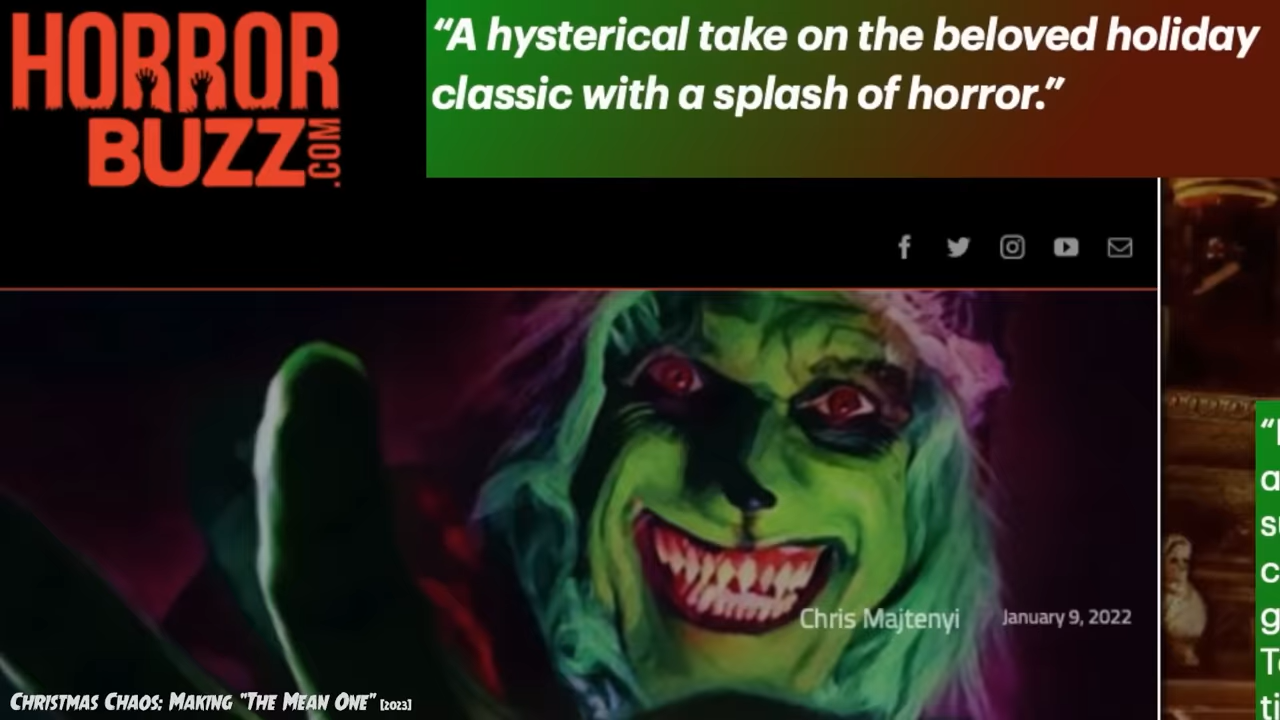 HORROR
BUZZ.COM
“A hysterical take on the beloved holiday
classic with a splash of horror.”
Chris Majtenyi
January 9, 2022
CHRISTMAS CHAOS: MAKING "THE MEAN ONE" [2023]